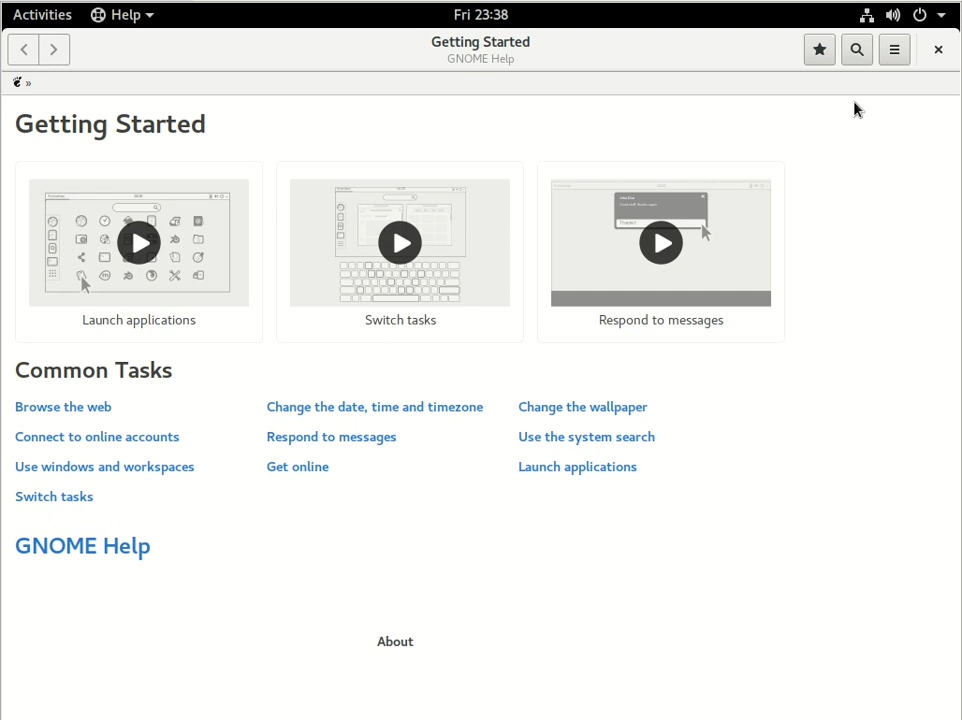 Activities Help Fri 23:38
Getting Started
GNOME Help
»
Getting Started
Launch applications Switch tasks Respond to messages
Common Tasks
Browse the web Change the date, time and timezone Change the wallpaper
Connect to online accounts Respond to messages Use the system search
Use windows and workspaces Get online Launch applications
Switch tasks
GNOME Help
About